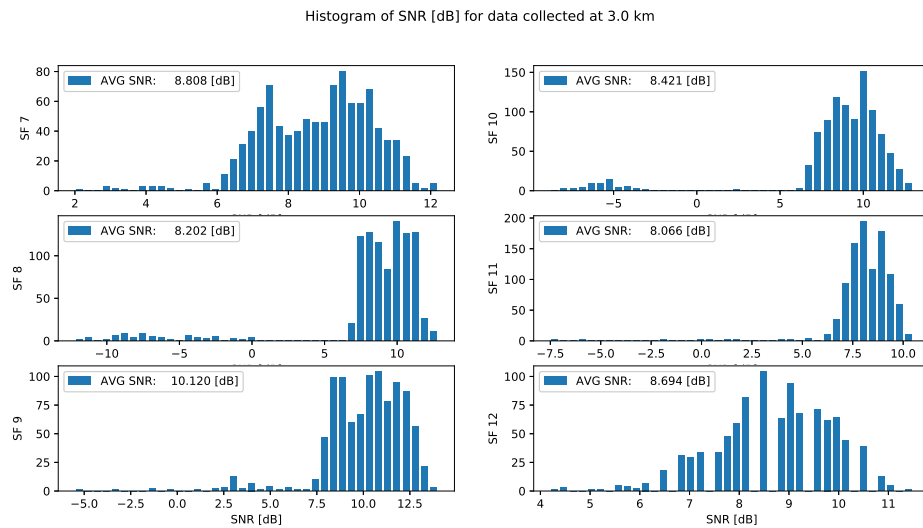 Histogram of SNR [dB] for data collected at 3.0 km
AVG SNR: 8.808 [dB]
SF 7
80
60
40
20
0
2 4 6 8 10 12
AVG SNR: 8.421 [dB]
SF 10
150
100
50
0
−5 0 5 10
AVG SNR: 8.202 [dB]
SF 8
100
50
0
−10 −5 0 5 10
AVG SNR: 8.066 [dB]
SF 11
200
150
100
50
0
−7.5 −5.0 −2.5 0.0 2.5 5.0 7.5 10.0
AVG SNR: 10.120 [dB]
SF 9
100
75
50
25
0
−5.0 −2.5 0.0 2.5 5.0 7.5 10.0 12.5
SNR [dB]
AVG SNR: 8.694 [dB]
SF 12
100
75
50
25
0
4 5 6 7 8 9 10 11
SNR [dB]